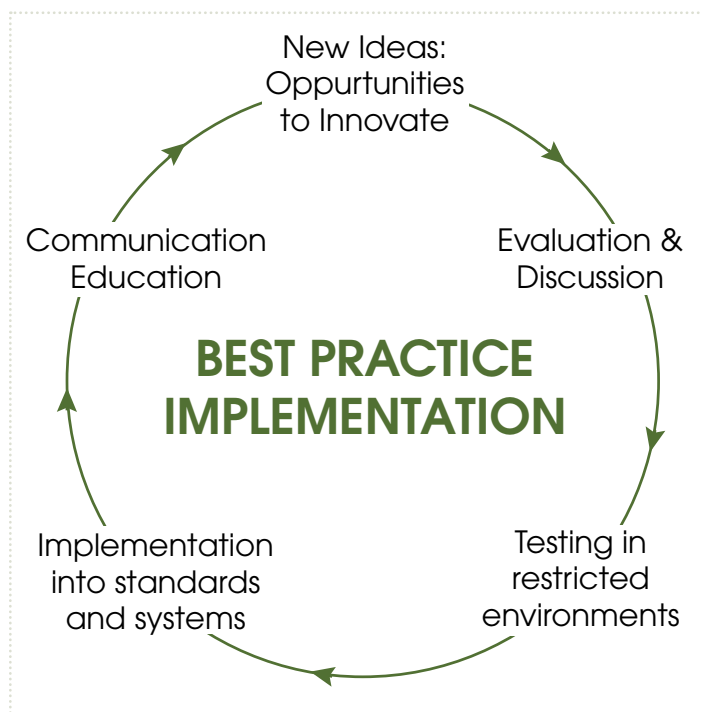 New Ideas:
Oppurtunities
to Innovate
Communication
Education
Evaluation &
Discussion
BEST PRACTICE
IMPLEMENTATION
Implementation
into standards
and systems
Testing in
restricted
environments